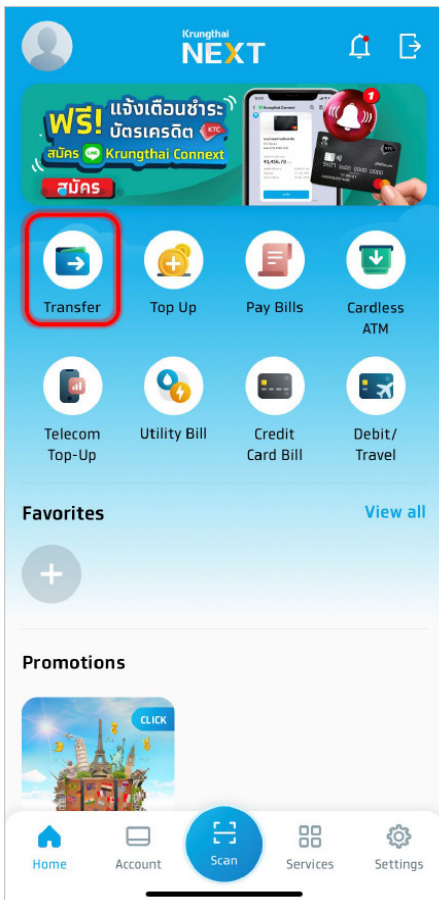 Krungthai
NEXT
ฟรี! แจ้งเตือนชำระ
บัตรเครดิต KTC
สมัคร LINE Krungthai Connext
สมัคร
1
Transfer
Top Up
Pay Bills
Cardless
ATM
Telecom
Top-Up
Utility Bill
Credit
Card Bill
Debit/
Travel
Favorites
View all
Promotions
CLICK
Home
Account
Scan
Services
Settings